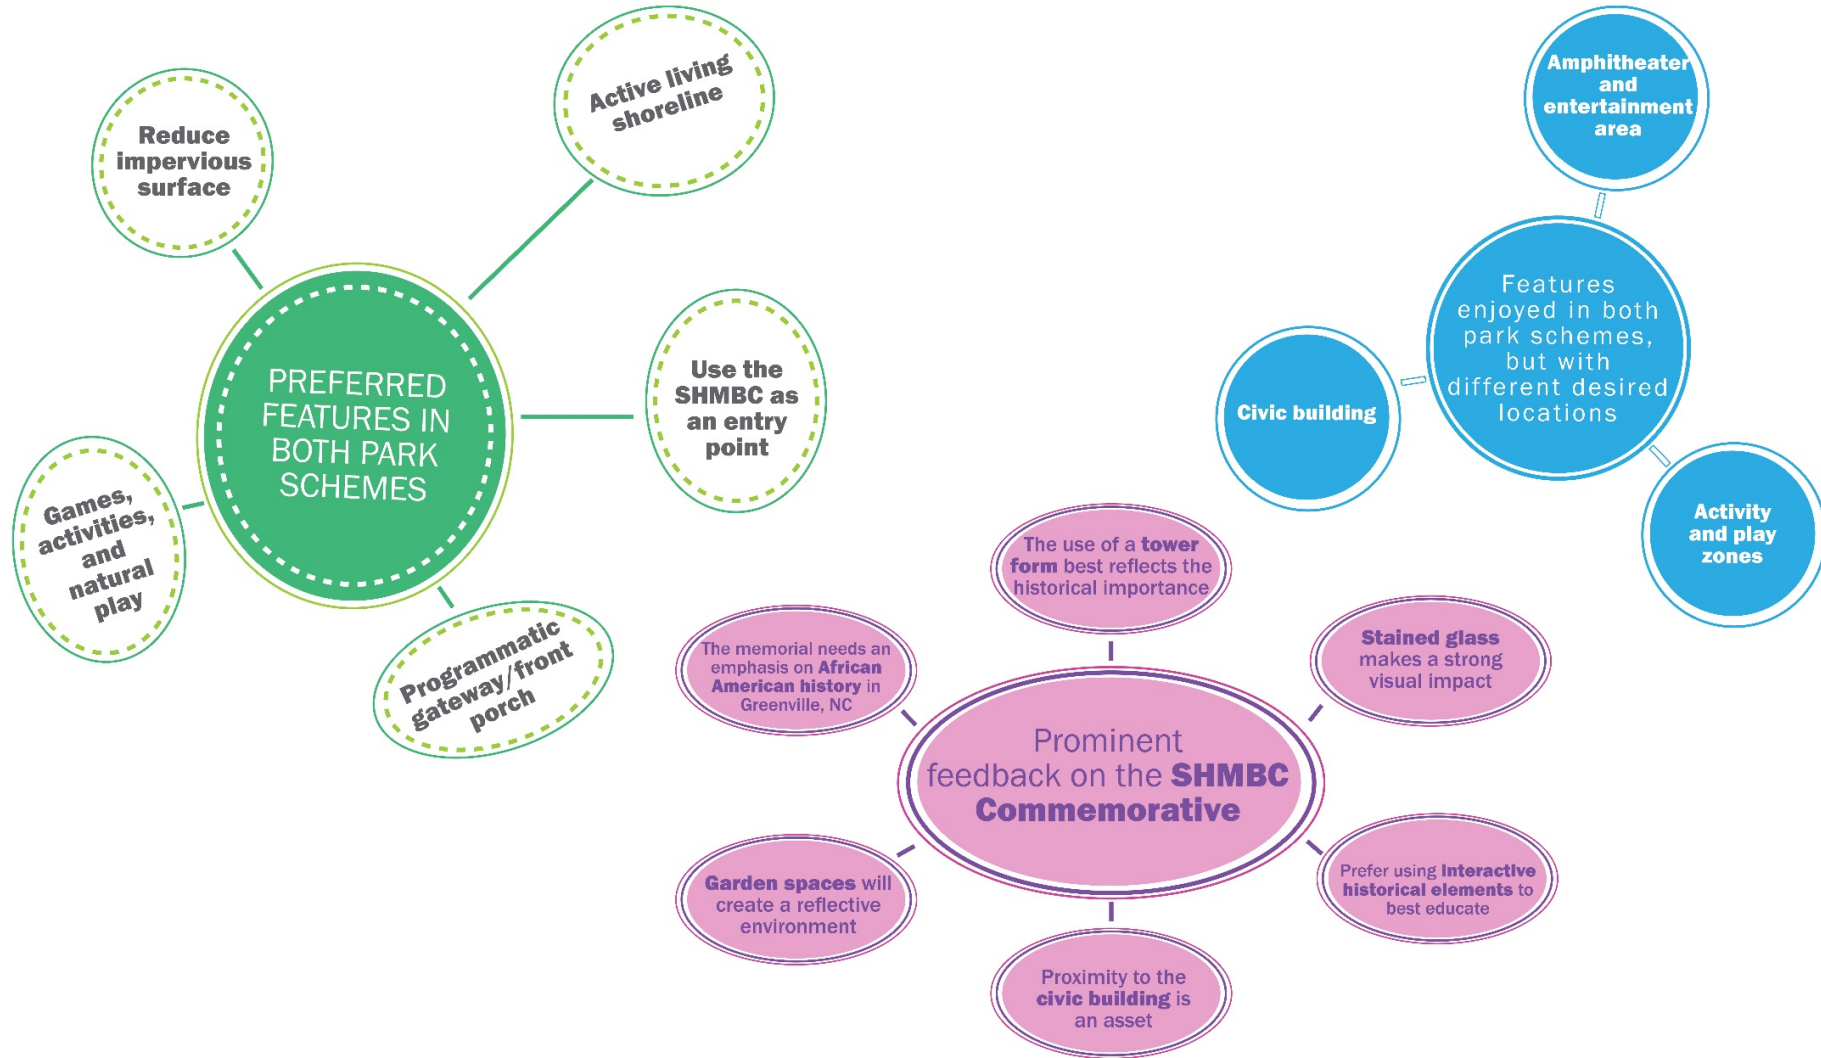 PREFERRED
FEATURES IN
BOTH PARK
SCHEMES
Reduce
impervious
surface
Active living
shoreline
Use the
SHMBC as
an entry
point
Programmatic
gateway/front
porch
Games,
activities,
and
natural
play
Features
enjoyed in both
park schemes,
but with
different desired
locations
Amphitheater
and
entertainment
area
Civic building
Activity
and play
zones
Prominent
feedback on the SHMBC
Commemorative
The use of a tower
form best reflects the
historical importance
Stained glass
makes a strong
visual impact
Prefer using interactive
historical elements to
best educate
Proximity to the
civic building is
an asset
Garden spaces will
create a reflective
environment
The memorial needs an
emphasis on African
American history in
Greenville, NC